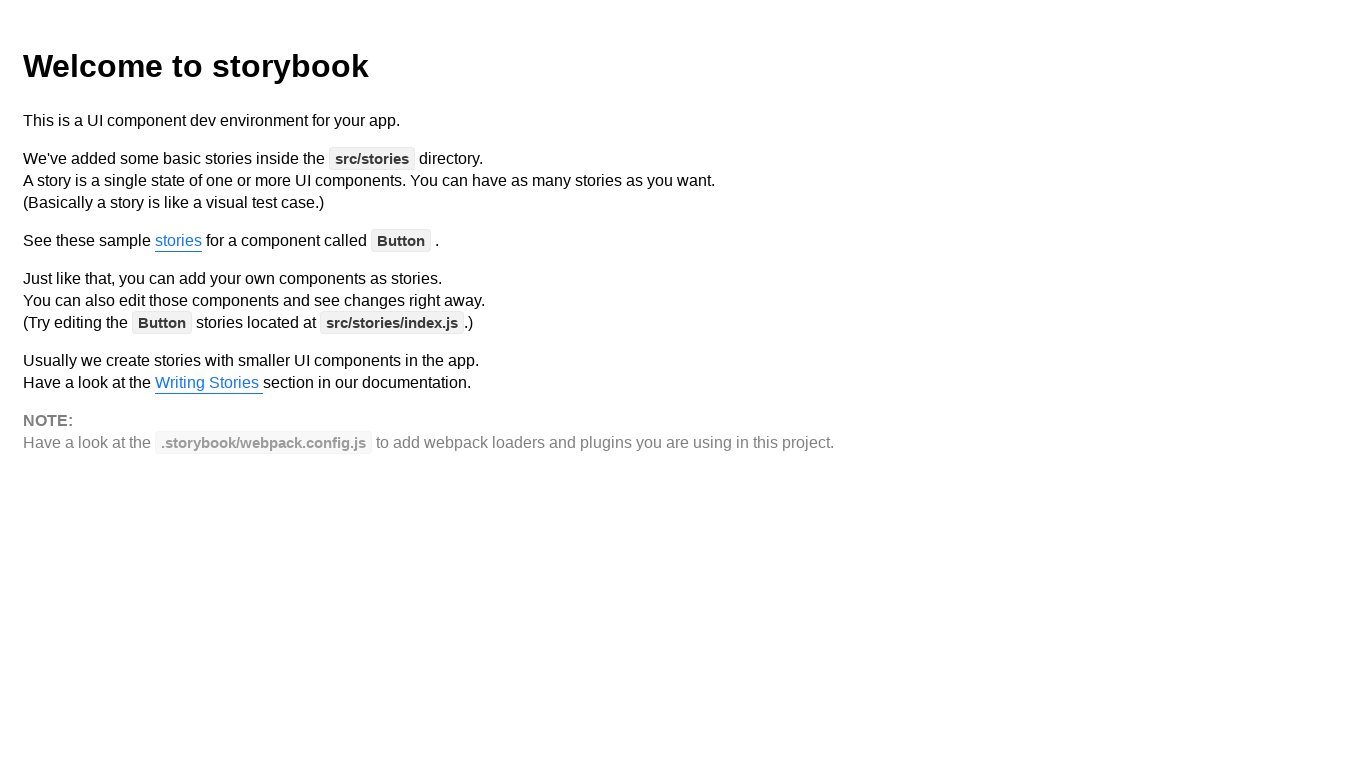 Welcome to storybook
This is a UI component dev environment for your app.
We've added some basic stories inside the src/stories directory.
A story is a single state of one or more UI components. You can have as many stories as you want.
(Basically a story is like a visual test case.)
See these sample stories for a component called Button .
Just like that, you can add your own components as stories.
You can also edit those components and see changes right away.
(Try editing the Button stories located at src/stories/index.js.)
Usually we create stories with smaller UI components in the app.
Have a look at the Writing Stories section in our documentation.
NOTE:
Have a look at the .storybook/webpack.config.js to add webpack loaders and plugins you are using in this project.